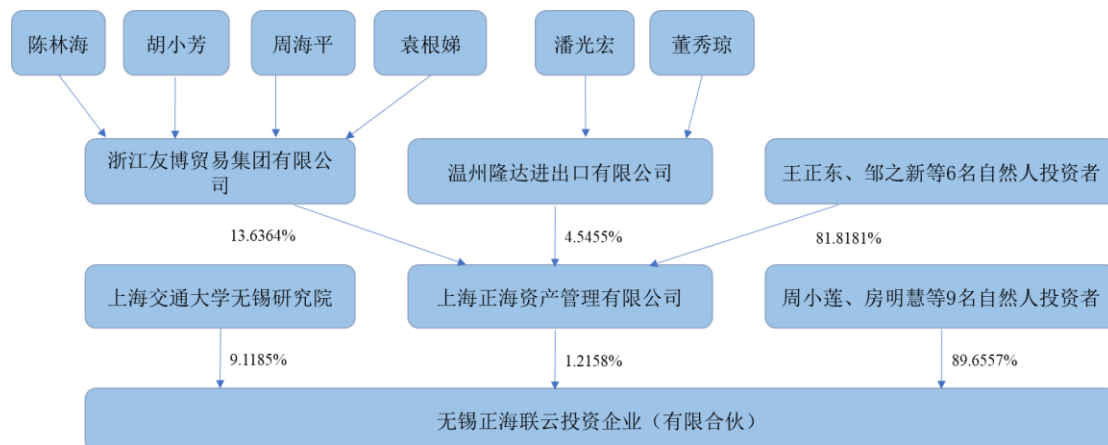 陈林海
胡小芳
周海平
袁根娣
潘光宏
董秀琼
浙江友博贸易集团有限公
司
温州隆达进出口有限公司
王正东、邹之新等6名自然人投资者
13.6364%
4.5455%
81.8181%
上海交通大学无锡研究院
上海正海资产管理有限公司
周小莲、房明慧等9名自然人投资者
9.1185%
1.2158%
89.6557%
无锡正海联云投资企业（有限合伙）